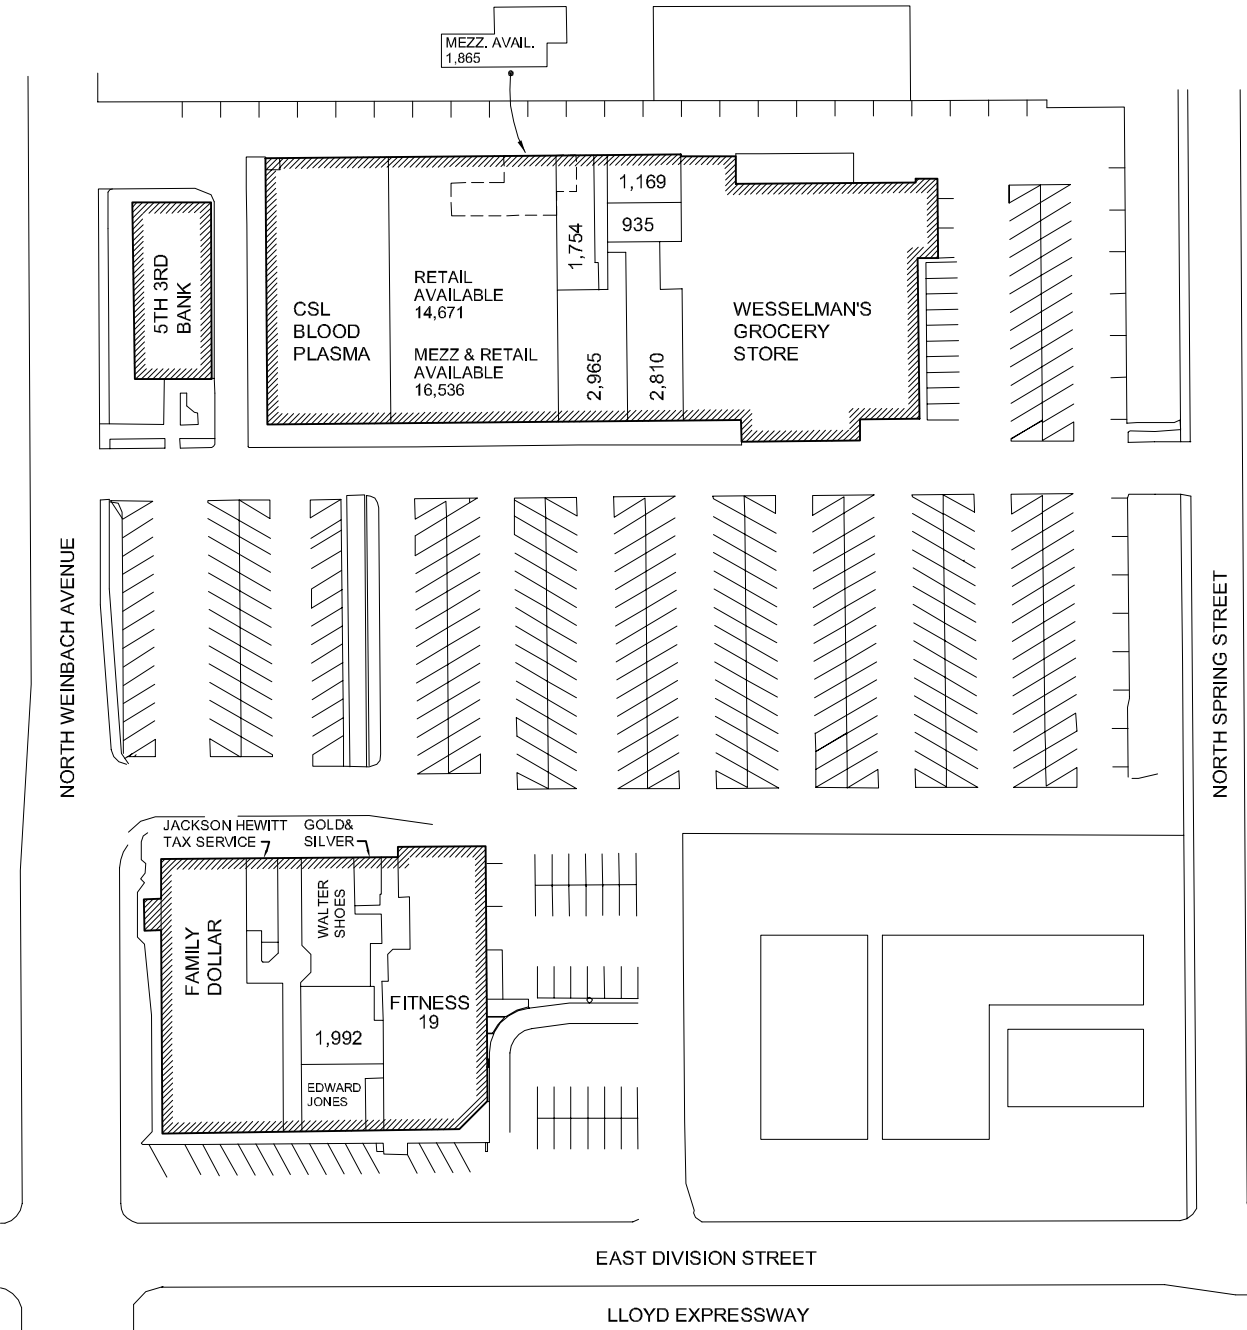 MEZZ. AVAIL.
1,865
1,169
935
1,754
5TH 3RD
BANK
CSL
BLOOD
PLASMA
RETAIL
AVAILABLE
14,671
MEZZ & RETAIL
AVAILABLE
16,536
2,965
2,810
WESSELMAN'S
GROCERY
STORE
NORTH WEINBACH AVENUE
NORTH SPRING STREET
JACKSON HEWITT
TAX SERVICE
GOLD&
SILVER
WALTER
SHOES
FAMILY
DOLLAR
FITNESS
19
1,992
EDWARD
JONES
EAST DIVISION STREET
LLOYD EXPRESSWAY